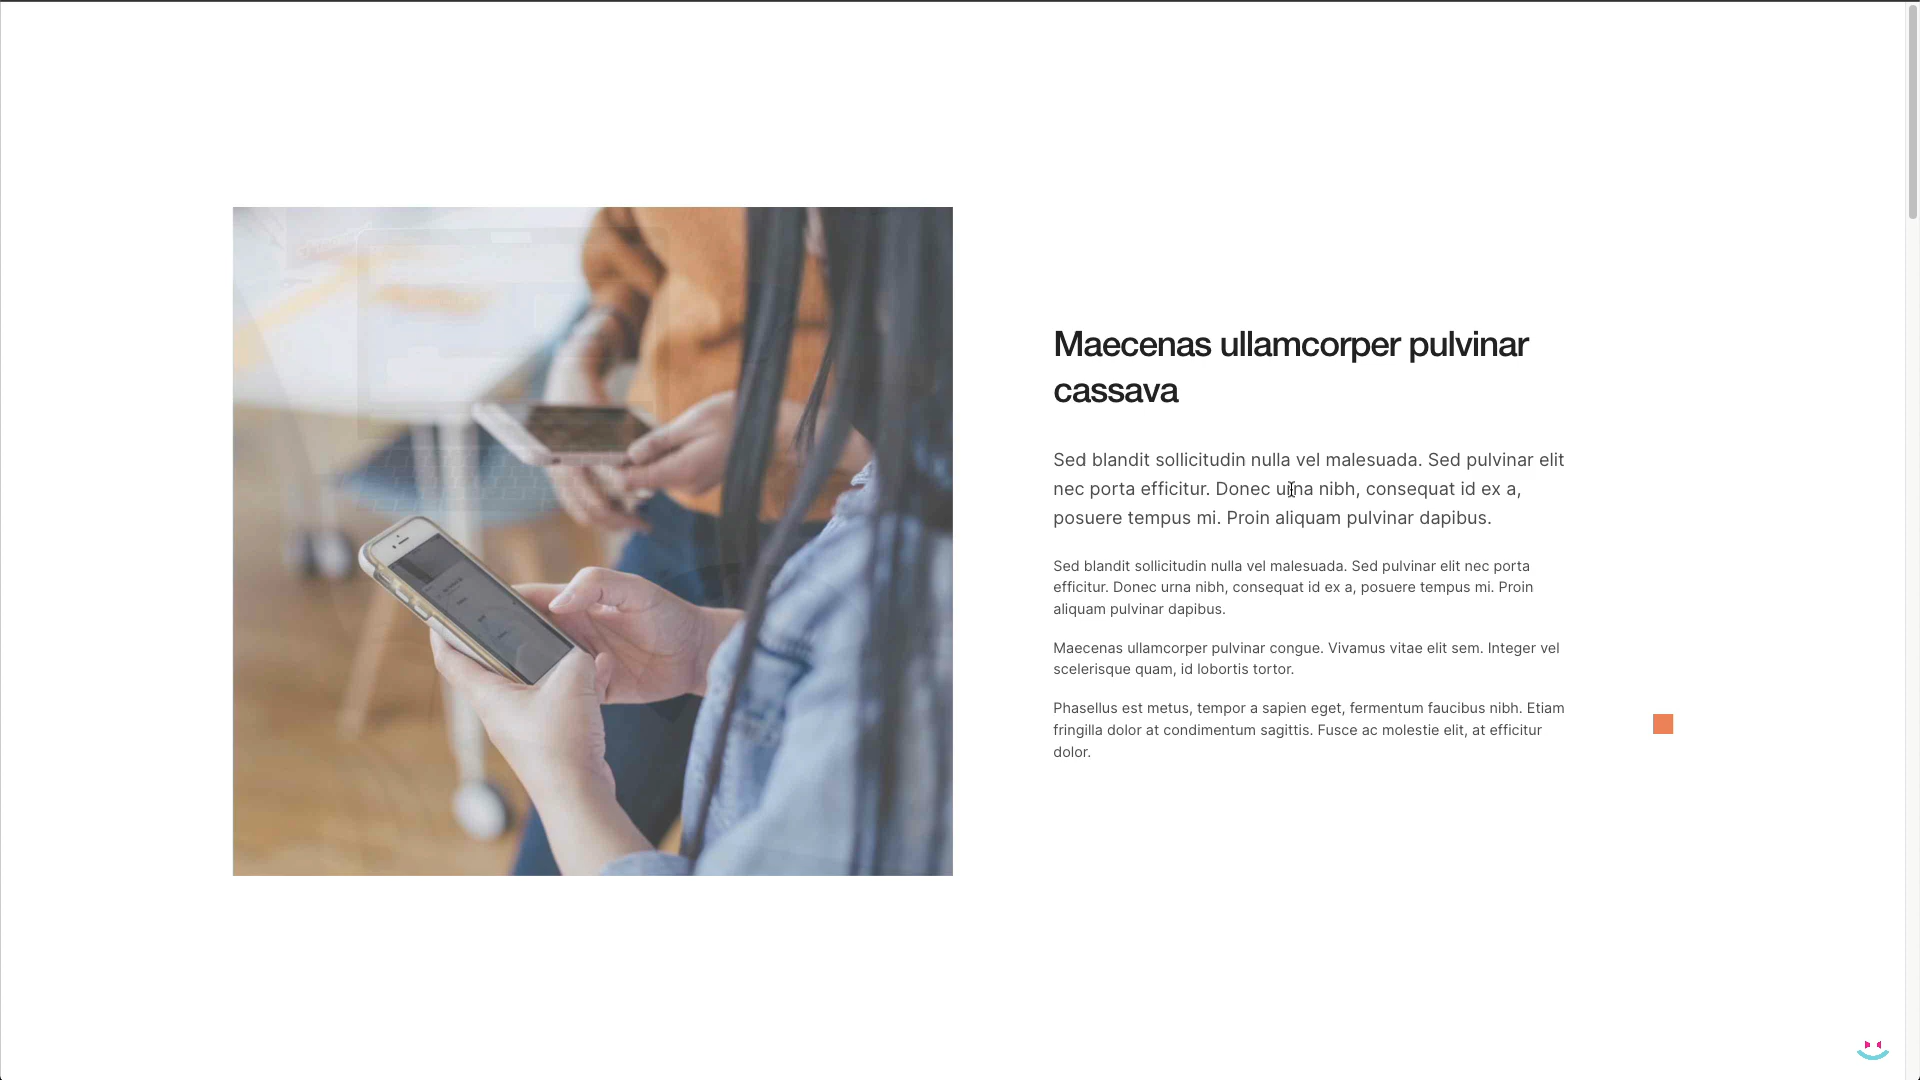 Maecenas ullamcorper pulvinar
cassava
Sed blandit sollicitudin nulla vel malesuada. Sed pulvinar elit
nec porta efficitur. Donec urna nibh, consequat id ex a,
posuere tempus mi. Proin aliquam pulvinar dapibus.
Sed blandit sollicitudin nulla vel malesuada. Sed pulvinar elit nec porta
efficitur. Donec urna nibh, consequat id ex a, posuere tempus mi. Proin
aliquam pulvinar dapibus.
Maecenas ullamcorper pulvinar congue. Vivamus vitae elit sem. Integer vel
scelerisque quam, id lobortis tortor.
Phasellus est metus, tempor a sapien eget, fermentum faucibus nibh. Etiam
fringilla dolor at condimentum sagittis. Fusce ac molestie elit, at efficitur
dolor.